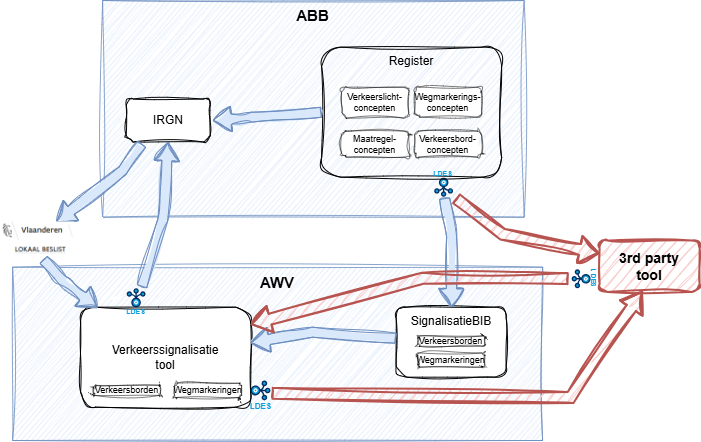 ABB
Register
Verkeerslicht-
concepten
Wegmarkerings-
concepten
IRGN
Maatregel-
concepten
Verkeersbord-
concepten
LDES
Vlaanderen
LOKAAL BESLIST
3rd party
tool
LDES
AWV
LDES
SignalisatieBIB
Verkeersborden
Wegmarkeringen
Verkeerssignalisatie
tool
Verkeersborden
Wegmarkeringen
LDES